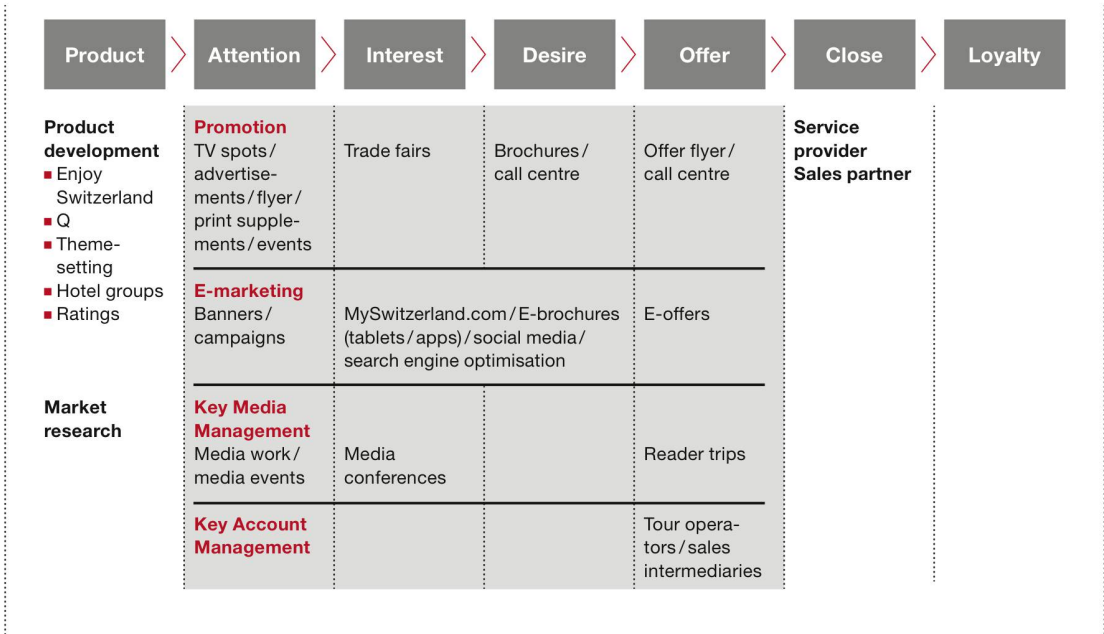 Product
Attention
Interest
Desire
Offer
Close
Loyalty
Product
development
Enjoy
Switzerland
Q
Theme-
setting
Hotel groups
Ratings
Market
research
Promotion
TV spots /
advertise-
ments / flyer /
print supple-
ments / events
Trade fairs
Brochures /
call centre
Offer flyer /
call centre
E-marketing
Banners /
campaigns
MySwitzerland.com / E-brochures
(tablets / apps) / social media /
search engine optimisation
E-offers
Key Media
Management
Media work /
media events
Media
conferences
Reader trips
Key Account
Management
Tour opera-
tors / sales
intermediaries
Service
provider
Sales partner